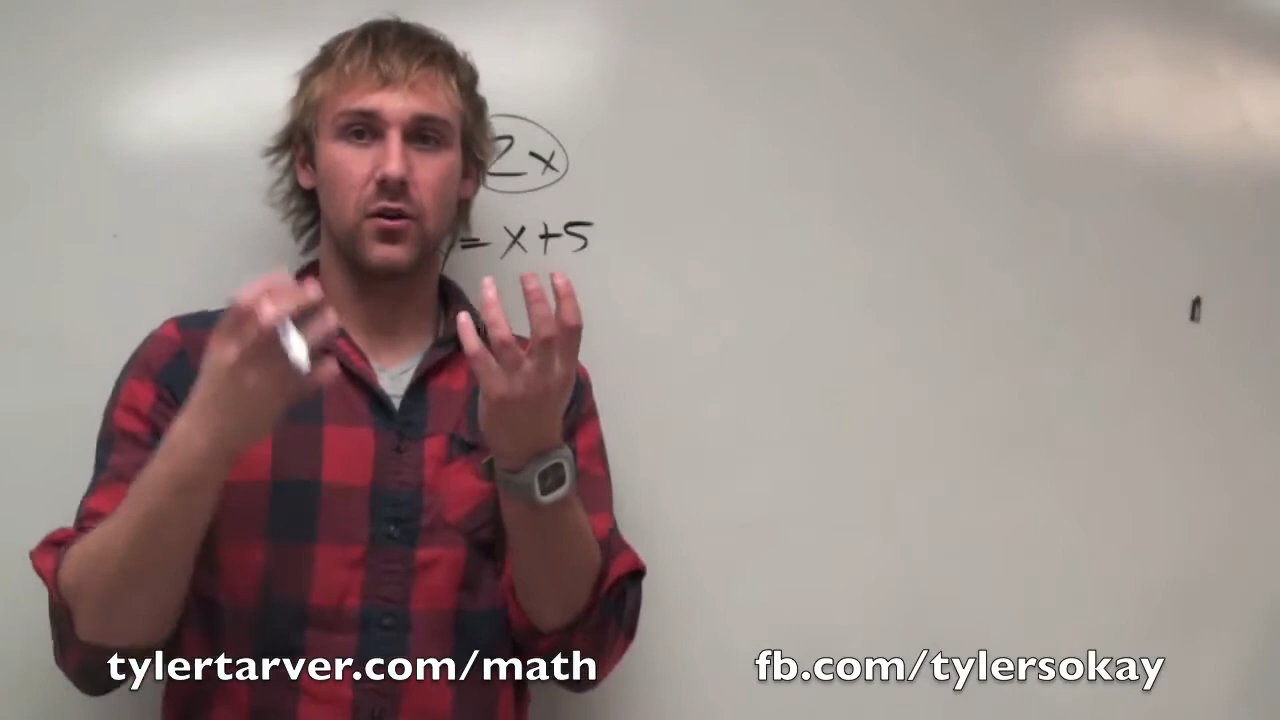 2x
y = x + 5
tylertarver.com/math
fb.com/tylersokay